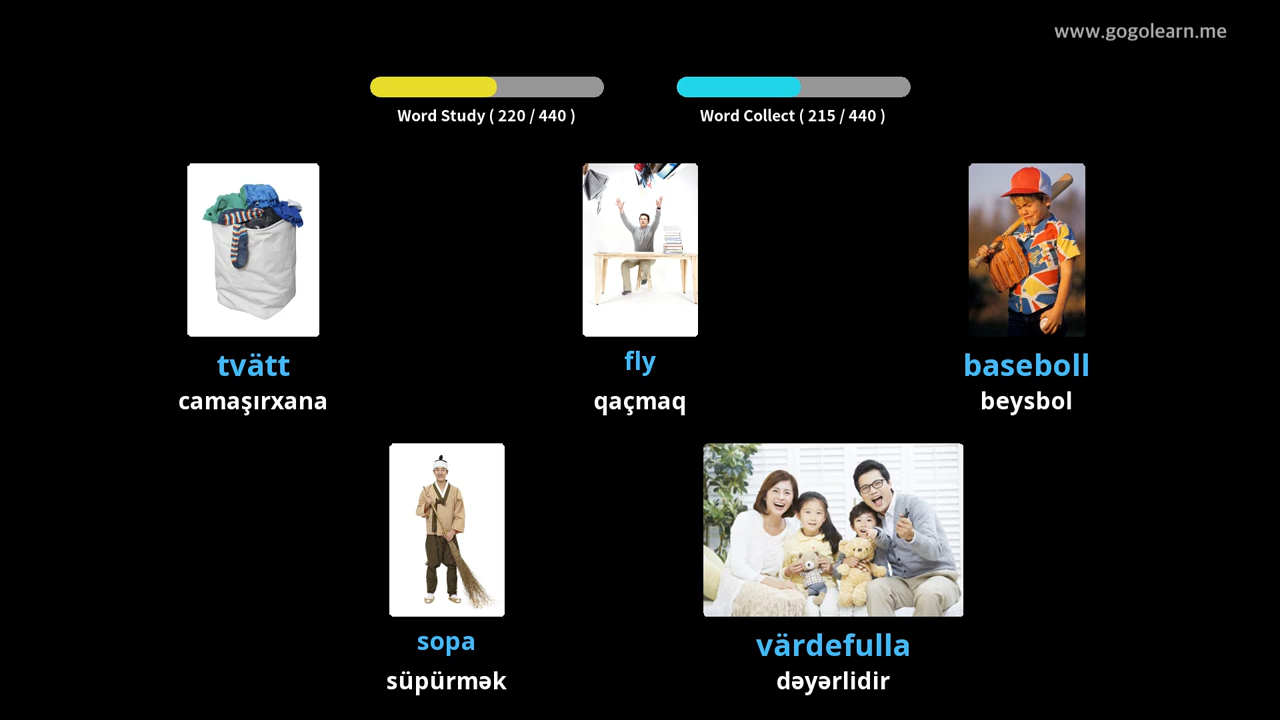 www.gogolearn.me
Word Study ( 220 / 440 )
Word Collect ( 215 / 440 )
tvätt
camaşırxana
fly
qaçmaq
baseboll
beysbol
sopa
süpürmək
värdefulla
dəyərlidir